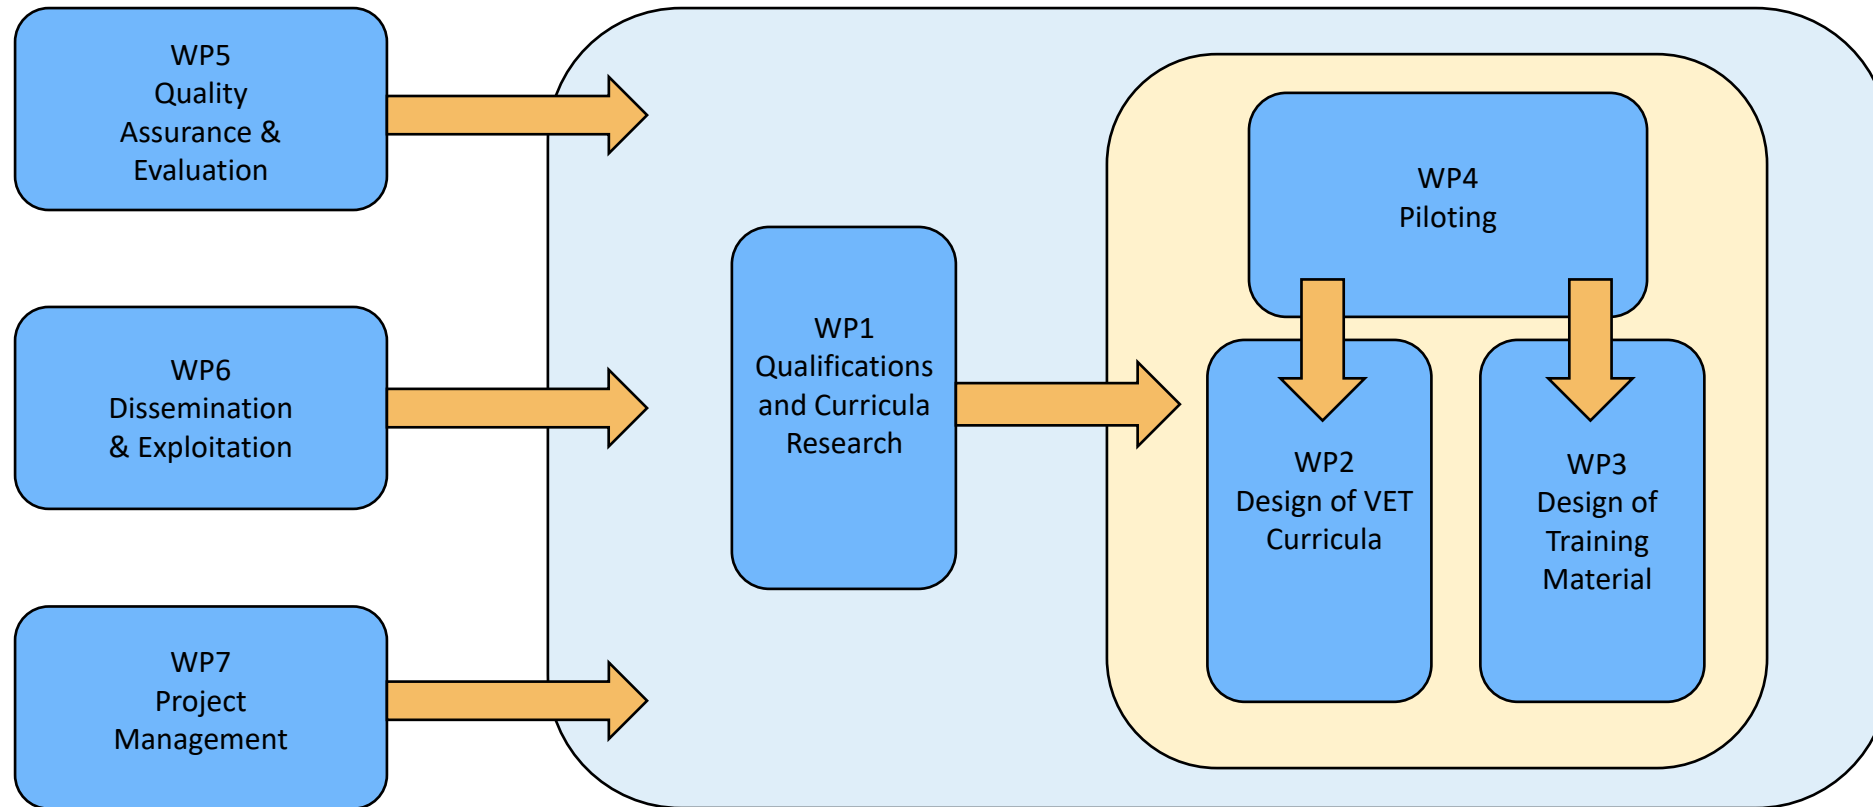 WP5
Quality
Assurance &
Evaluation
WP6
Dissemination
& Exploitation
WP7
Project
Management
WP1
Qualifications
and Curricula
Research
WP4
Piloting
WP2
Design of VET
Curricula
WP3
Design of
Training
Material